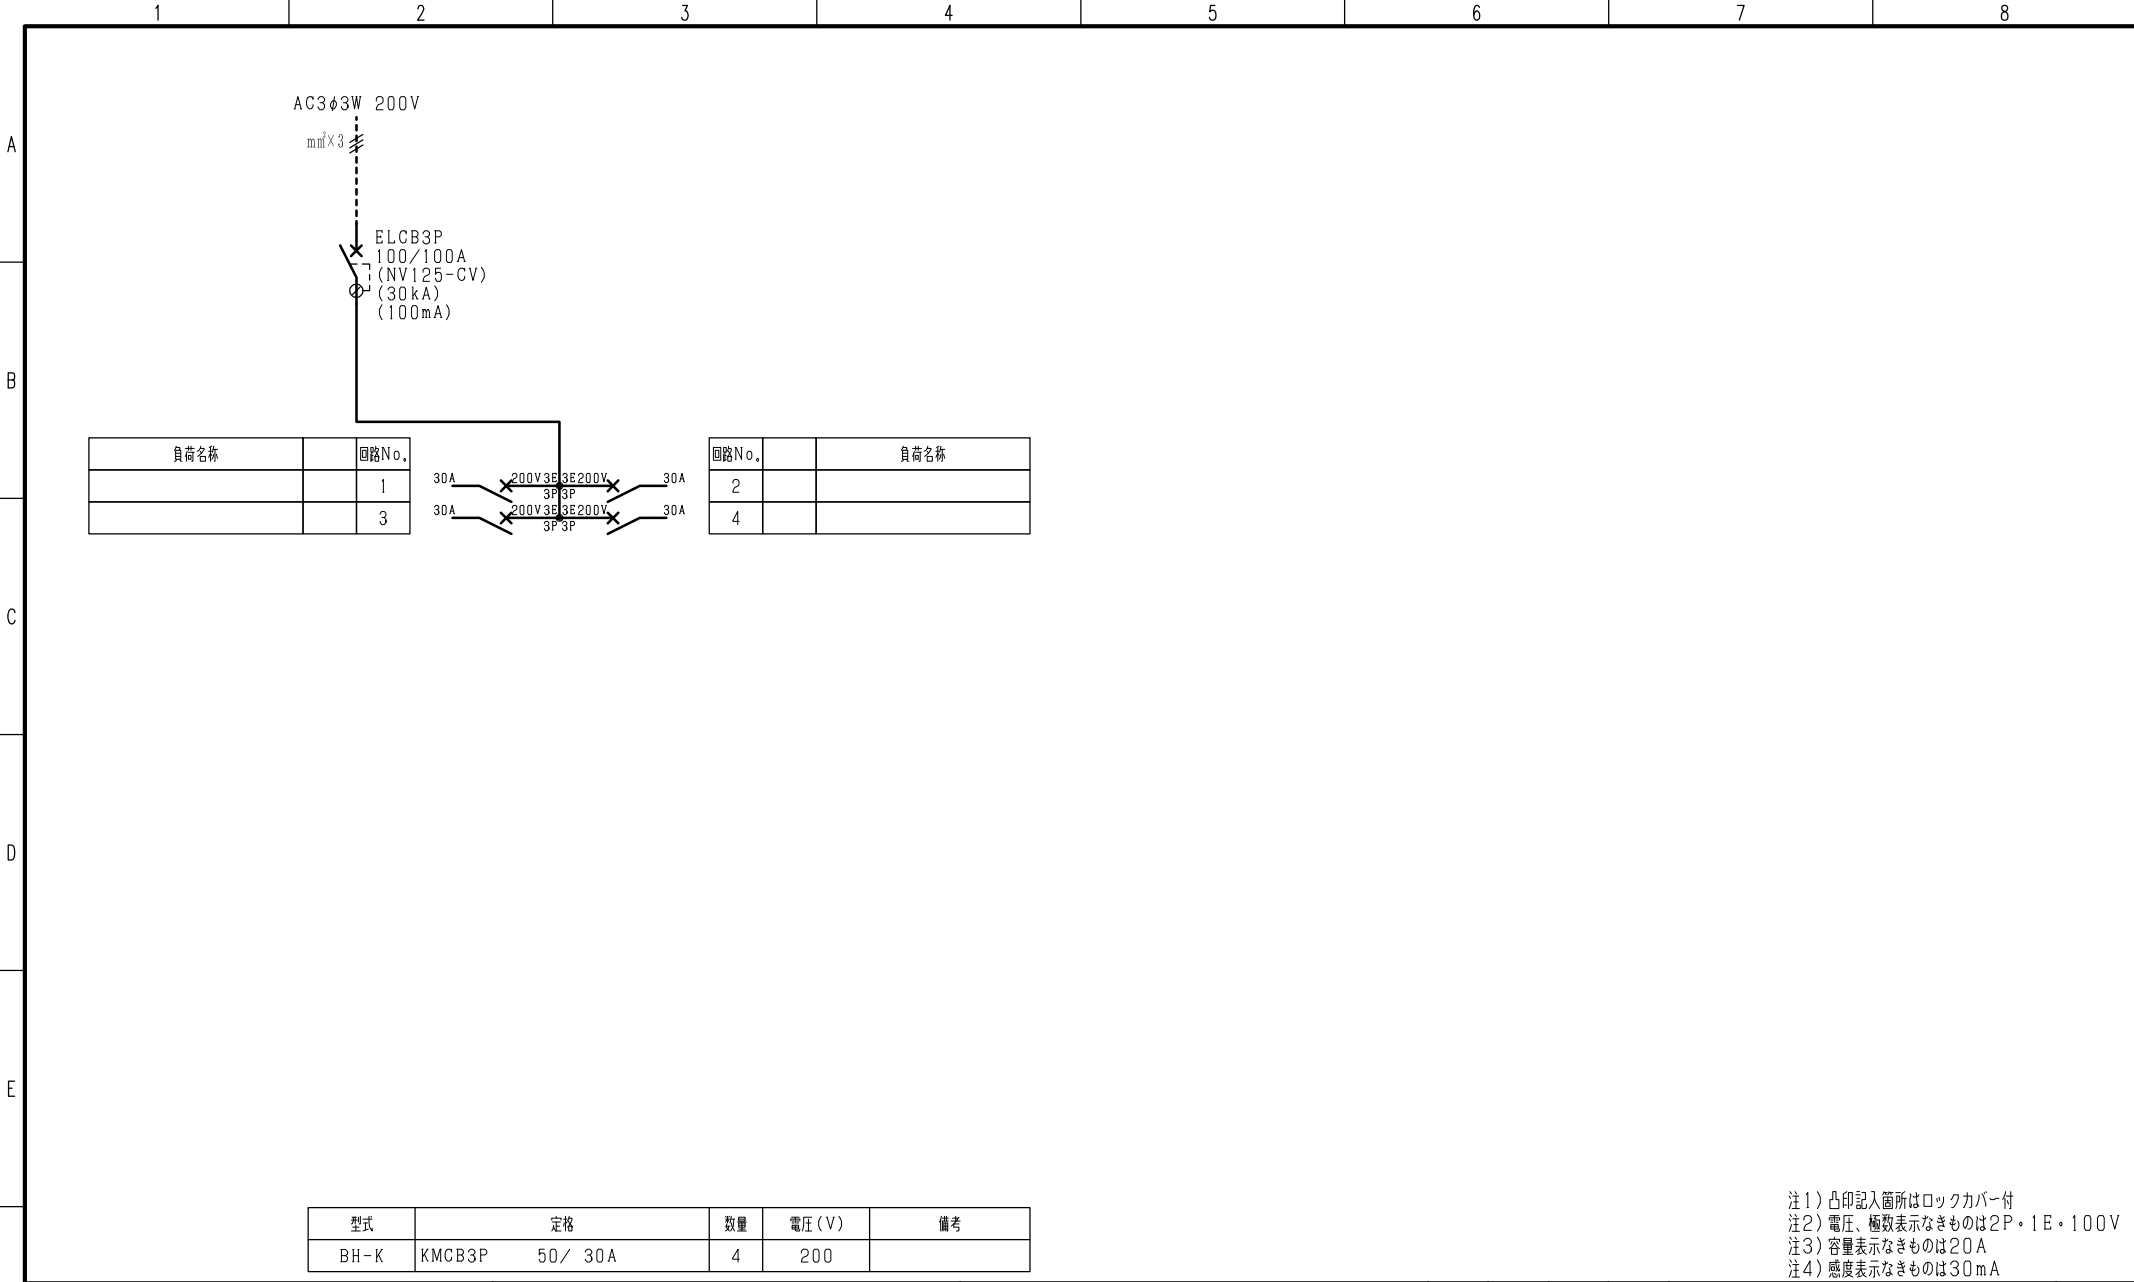 1 2 3 4 5 6 7 8
A
B
C
D
E
AC3φ3W 200V
mm²×3
ELCB3P
100/100A
(NV125-CV)
(30kA)
(100mA)
負荷名称 回路No.
1
3
30A 200V 3E 3E 200V 30A
3P 3P
30A 200V 3E 3E 200V 30A
3P 3P
回路No. 負荷名称
2
4
型式 定格 数量 電圧(V) 備考
BH-K KMCB3P 50/ 30A 4 200
注1)凸印記入箇所はロックカバー付
注2)電圧、極数表示なきものは2P・1E・100V
注3)容量表示なきものは20A
注4)感度表示なきものは30mA